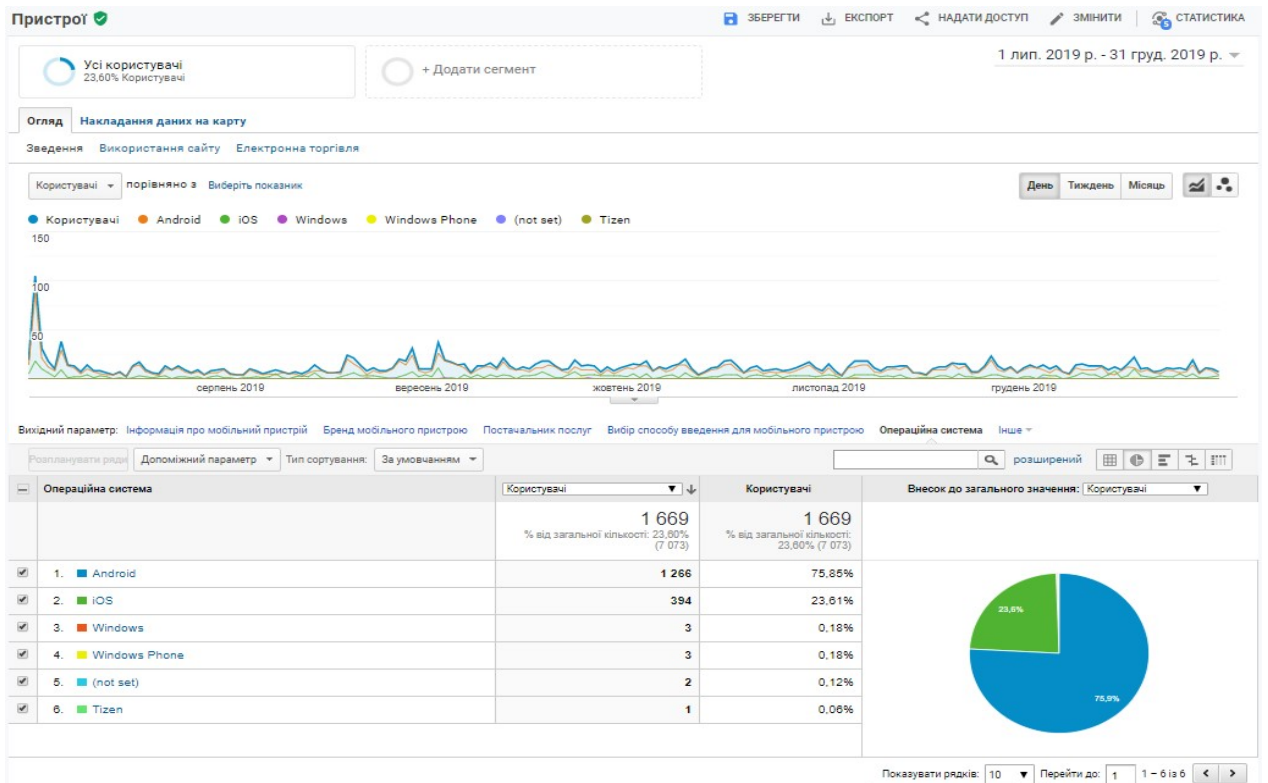 Пристрої
ЗБЕРЕГТИ ЕКСПОРТ НАДАТИ ДОСТУП ЗМІНИТИ 5 СТАТИСТИКА
1 лип. 2019 р. - 31 груд. 2019 р.
Усі користувачі
23,60% Користувачі
+ Додати сегмент
Огляд Накладання даних на карту
Зведення Використання сайту Електронна торгівля
Користувачі порівняно з Виберіть показник
День Тиждень Місяць
Користувачі Android iOS Windows Windows Phone (not set) Tizen
150
100
50
серпень 2019 вересень 2019 жовтень 2019 листопад 2019 грудень 2019
Вихідний параметр: Інформація про мобільний пристрій Бренд мобільного пристрою Постачальник послуг Вибір способу введення для мобільного пристрою Операційна система Інше
Розпланувати ряди Допоміжний параметр Тип сортування: За умовчанням розширений
Операційна система Користувачі Користувачі Внесок до загального значення: Користувачі
1 669 1 669
% від загальної кількості: 23,60% % від загальної кількості:
(7 073) 23,60% (7 073)
1. Android 1 266 75,85%
2. iOS 394 23,61%
3. Windows 3 0,18%
4. Windows Phone 3 0,18%
5. (not set) 2 0,12%
6. Tizen 1 0,06%
23,6%
75,9%
Показувати рядків: 10 Перейти до: 1 1 – 6 із 6